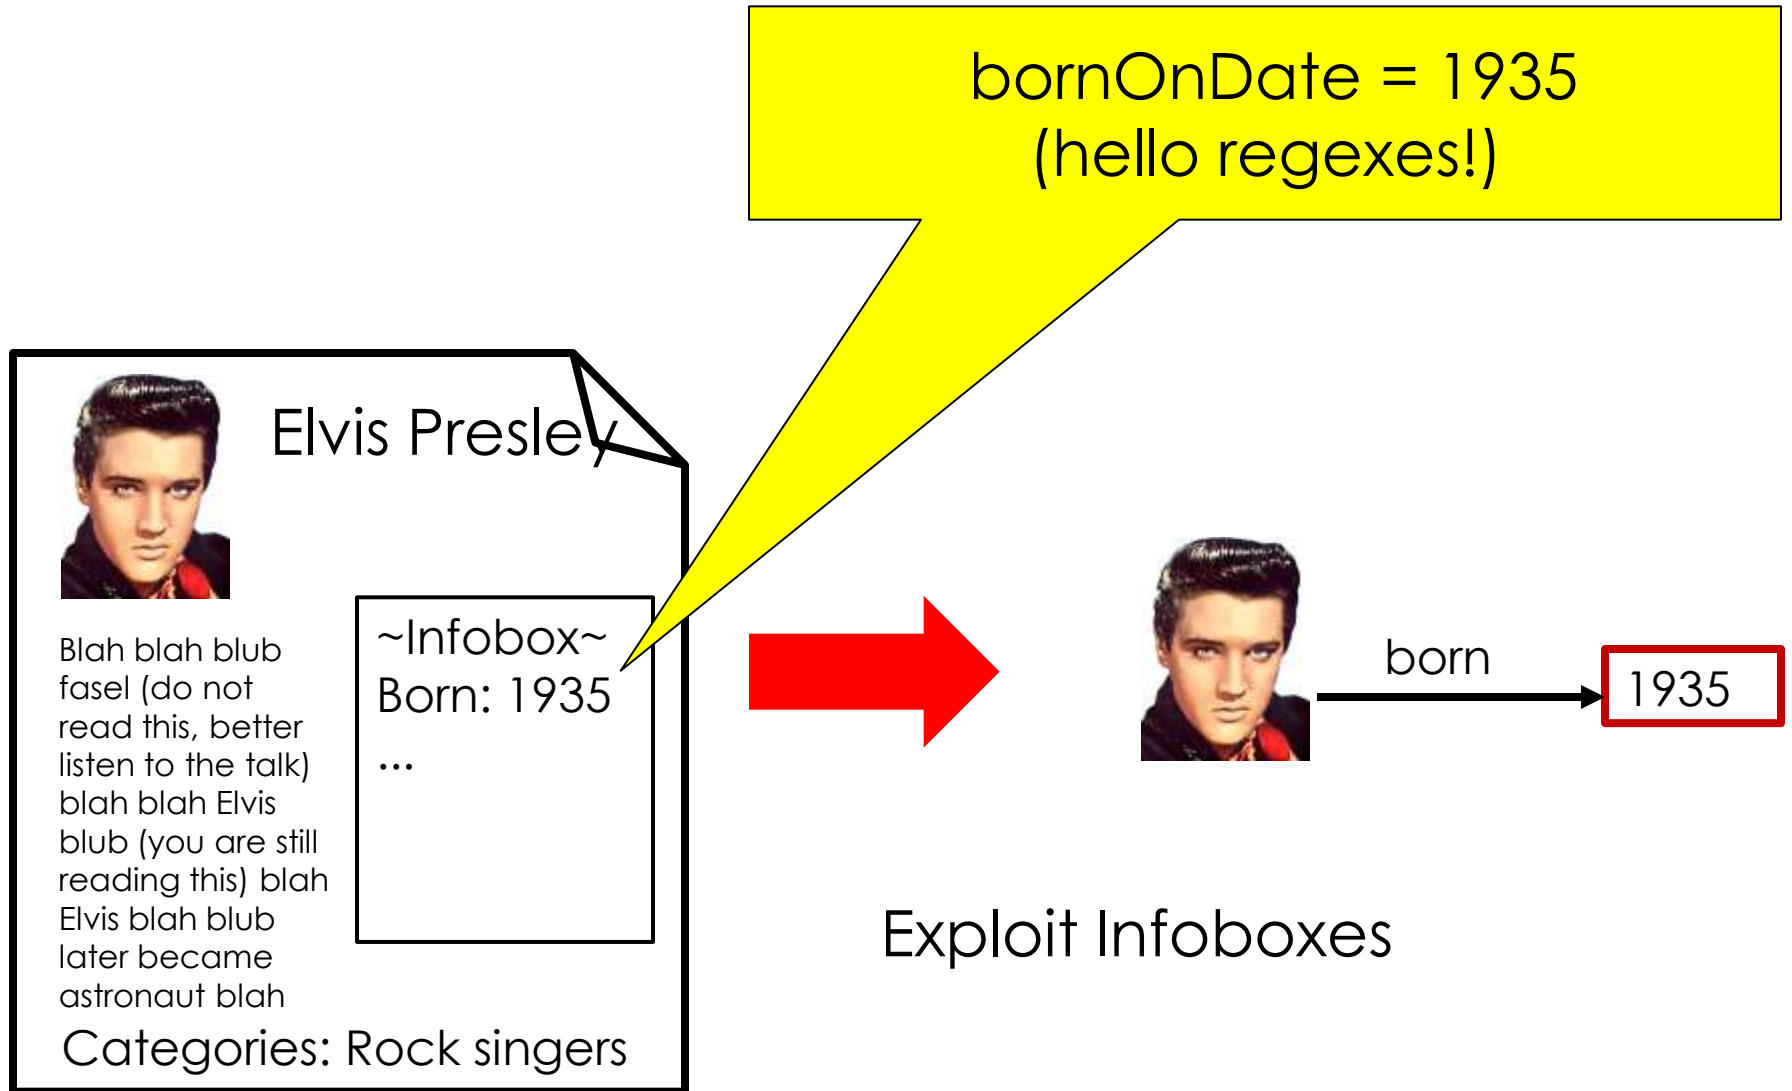 bornOnDate = 1935
(hello regexes!)
Elvis Presley
~Infobox~
Born: 1935
...
Blah blah blub
fasel (do not
read this, better
listen to the talk)
blah blah Elvis
blub (you are still
reading this) blah
Elvis blah blub
later became
astronaut blah
Categories: Rock singers
born
1935
Exploit Infoboxes